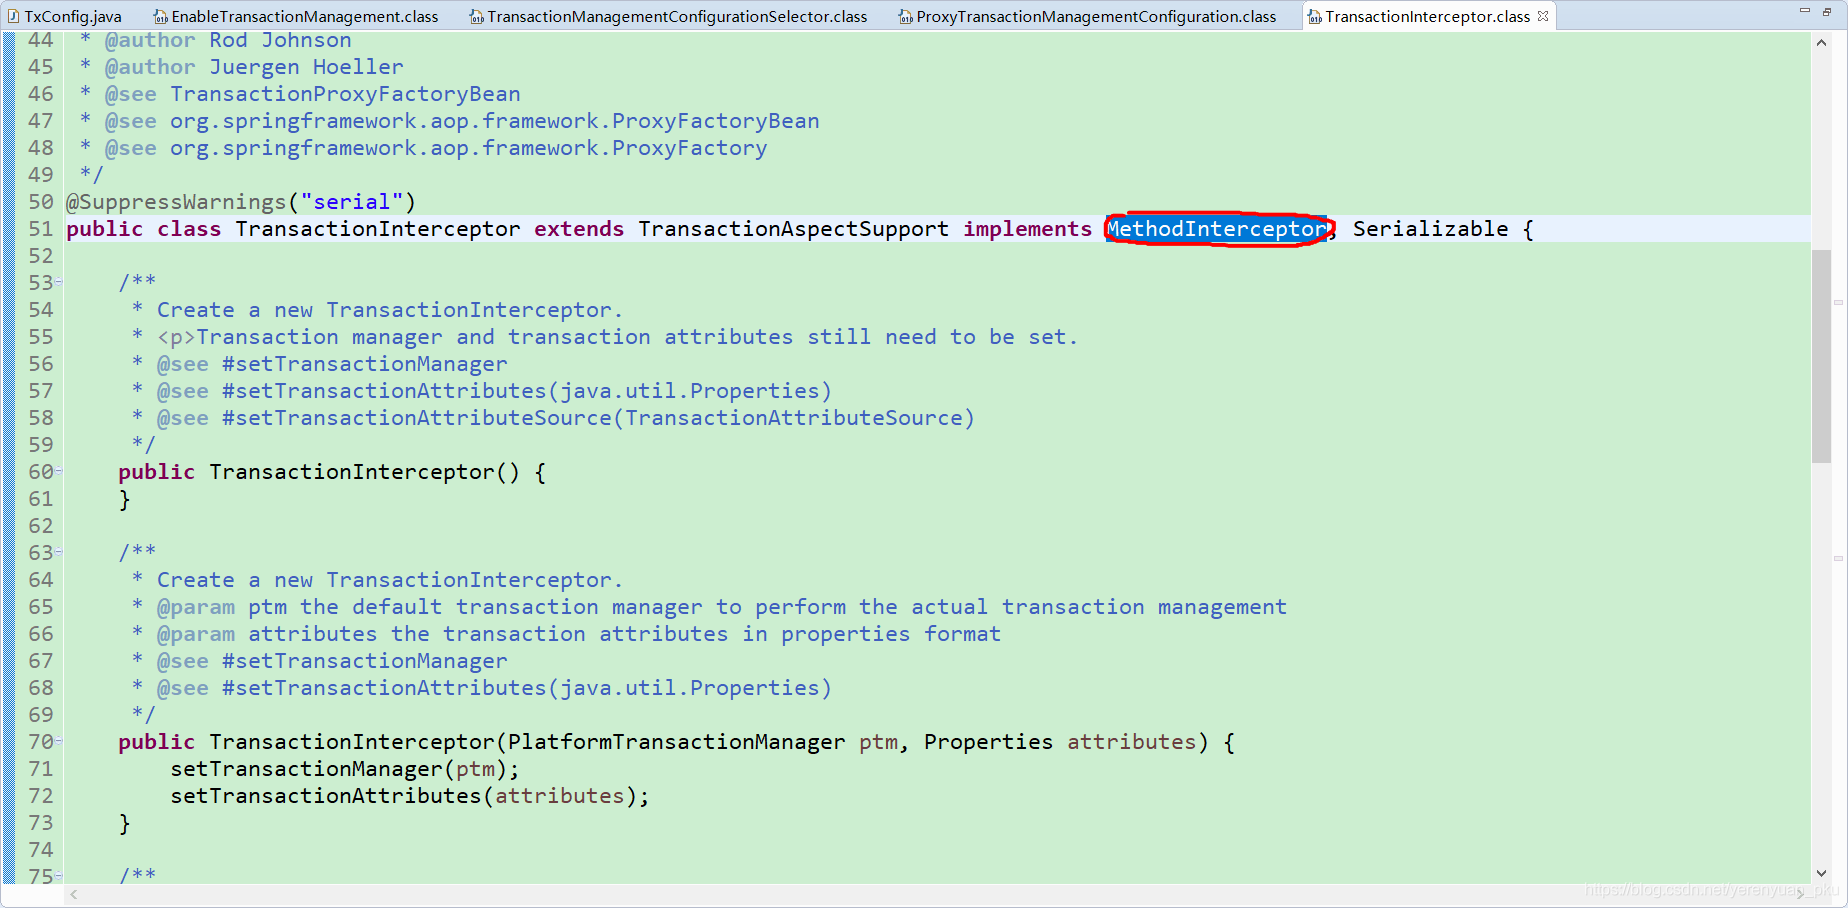 TxConfig.java EnableTransactionManagement.class TransactionManagementConfigurationSelector.class ProxyTransactionManagementConfiguration.class TransactionInterceptor.class
44 * @author Rod Johnson
45 * @author Juergen Hoeller
46 * @see TransactionProxyFactoryBean
47 * @see org.springframework.aop.framework.ProxyFactoryBean
48 * @see org.springframework.aop.framework.ProxyFactory
49 */
50 @SuppressWarnings("serial")
51 public class TransactionInterceptor extends TransactionAspectSupport implements MethodInterceptor, Serializable {
52
53 /**
54 * Create a new TransactionInterceptor.
55 * <p>Transaction manager and transaction attributes still need to be set.
56 * @see #setTransactionManager
57 * @see #setTransactionAttributes(java.util.Properties)
58 * @see #setTransactionAttributeSource(TransactionAttributeSource)
59 */
60 public TransactionInterceptor() {
61 }
62
63 /**
64 * Create a new TransactionInterceptor.
65 * @param ptm the default transaction manager to perform the actual transaction management
66 * @param attributes the transaction attributes in properties format
67 * @see #setTransactionManager
68 * @see #setTransactionAttributes(java.util.Properties)
69 */
70 public TransactionInterceptor(PlatformTransactionManager ptm, Properties attributes) {
71 setTransactionManager(ptm);
72 setTransactionAttributes(attributes);
73 }
74
75 /**
https://blog.csdn.net/yerenyuan_pku